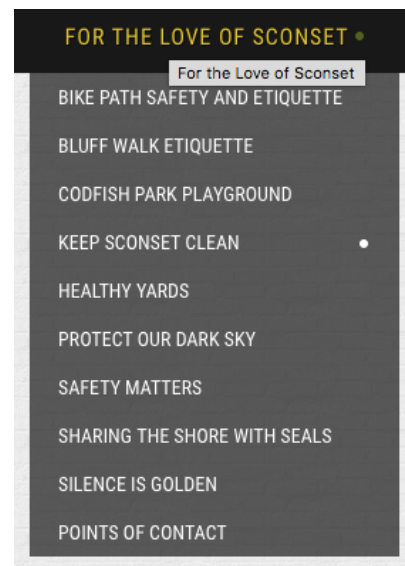 FOR THE LOVE OF SCONSET
For the Love of Sconset
BIKE PATH SAFETY AND ETIQUETTE
BLUFF WALK ETIQUETTE
CODFISH PARK PLAYGROUND
KEEP SCONSET CLEAN
HEALTHY YARDS
PROTECT OUR DARK SKY
SAFETY MATTERS
SHARING THE SHORE WITH SEALS
SILENCE IS GOLDEN
POINTS OF CONTACT